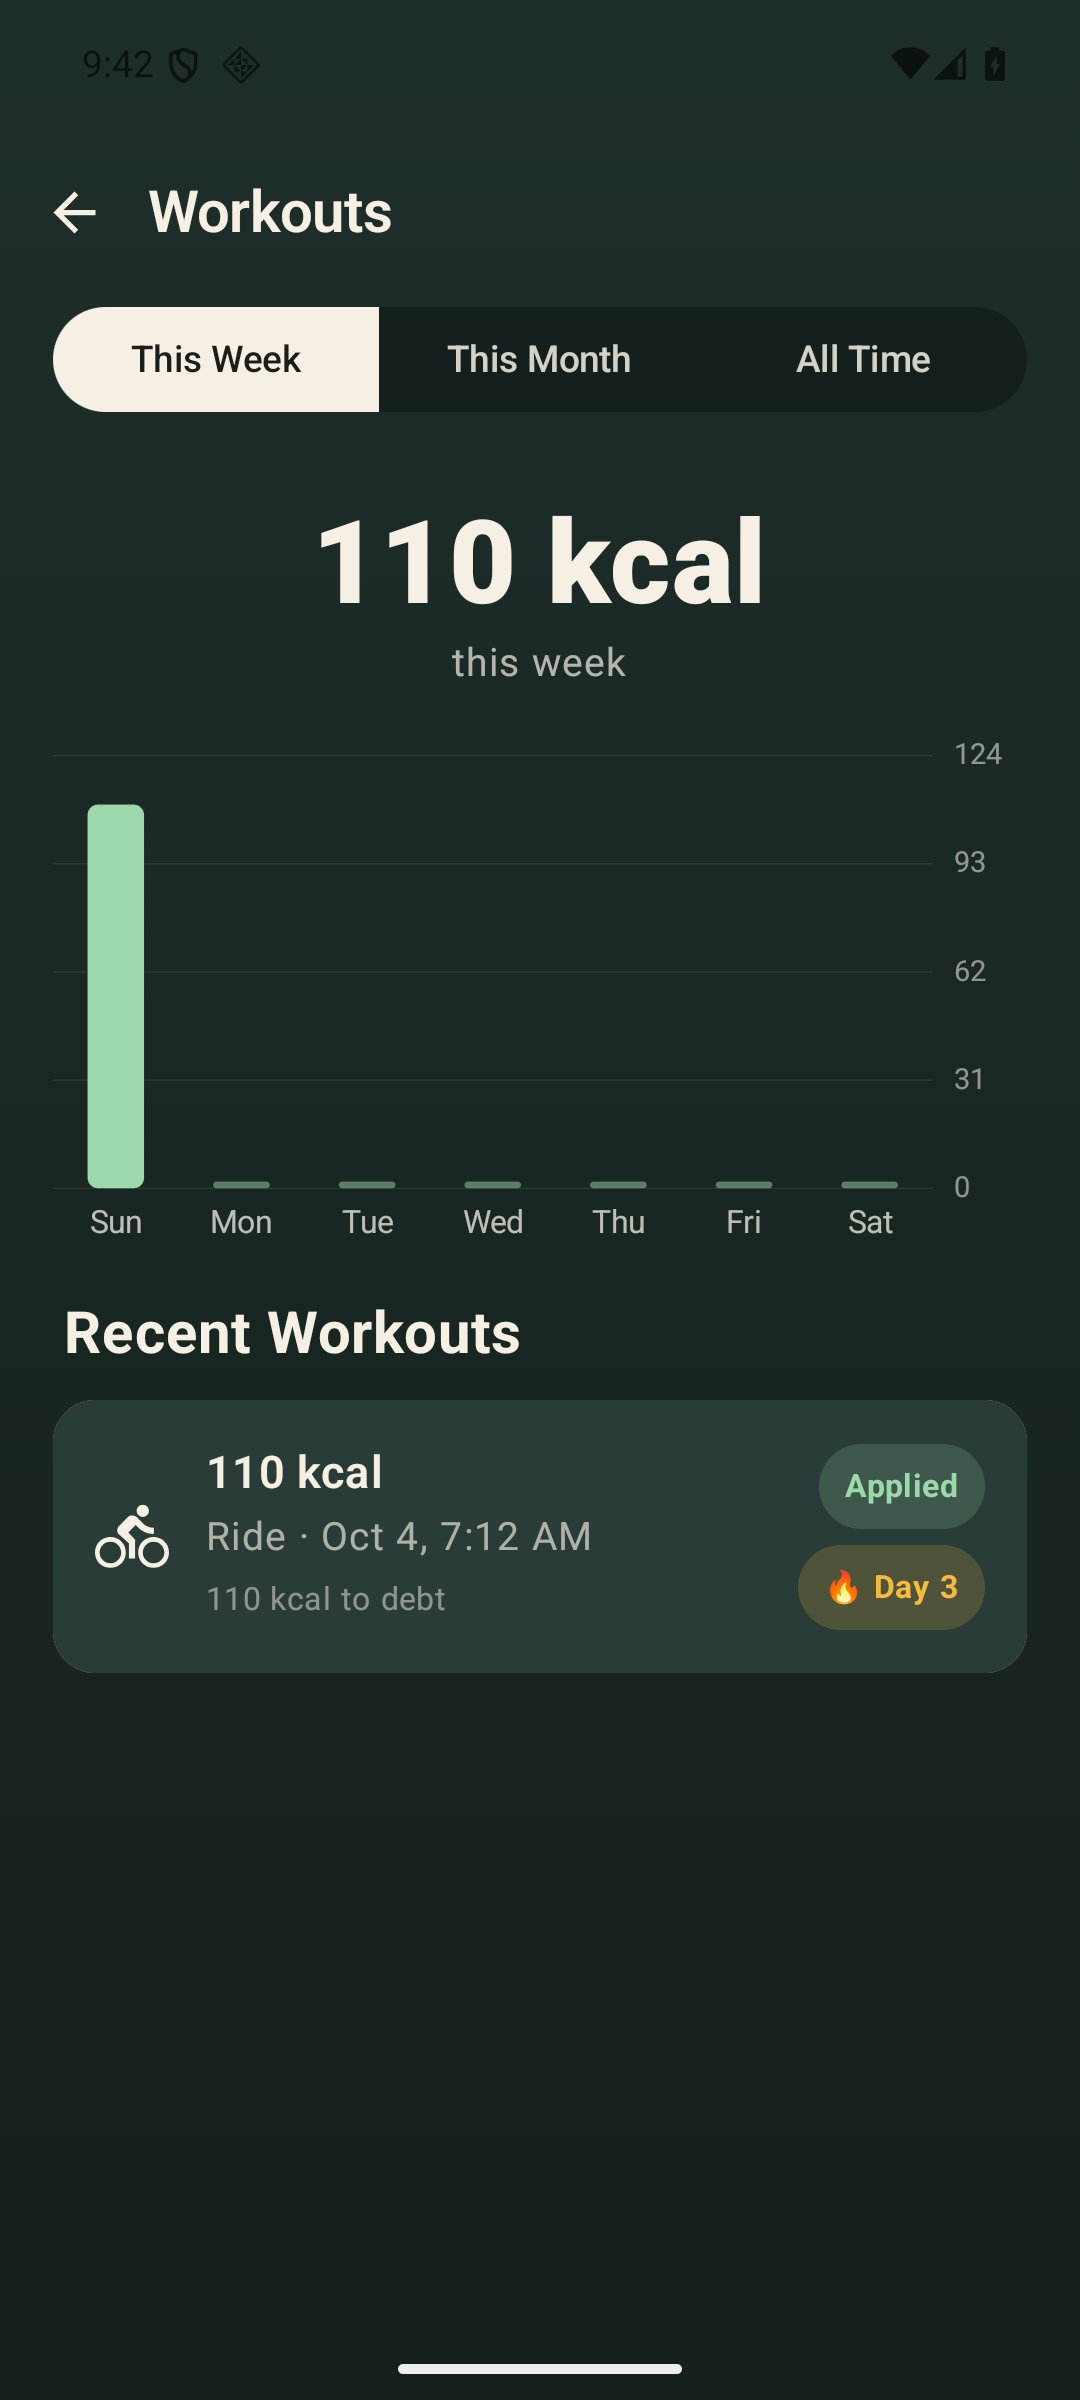 9:42
Workouts
This Week
This Month
All Time
110 kcal
this week
124
93
62
31
0
Sun
Mon
Tue
Wed
Thu
Fri
Sat
Recent Workouts
110 kcal
Ride · Oct 4, 7:12 AM
110 kcal to debt
Applied
🔥 Day 3